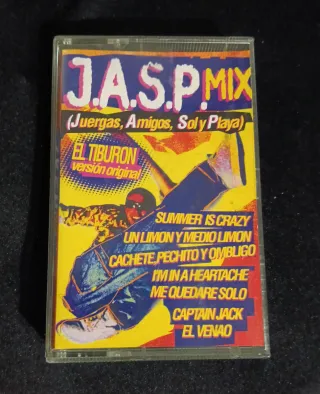 J.A.S.P. MIX
(Juergas, Amigos, Sol y Playa)
EL TIBURON
versión original
SUMMER IS CRAZY
UN LIMON Y MEDIO LIMON
CACHETE, PECHITO Y OMBLIGO
I'M IN A HEARTACHE
ME QUEDARE SOLO
CAPTAIN JACK
EL VENAO